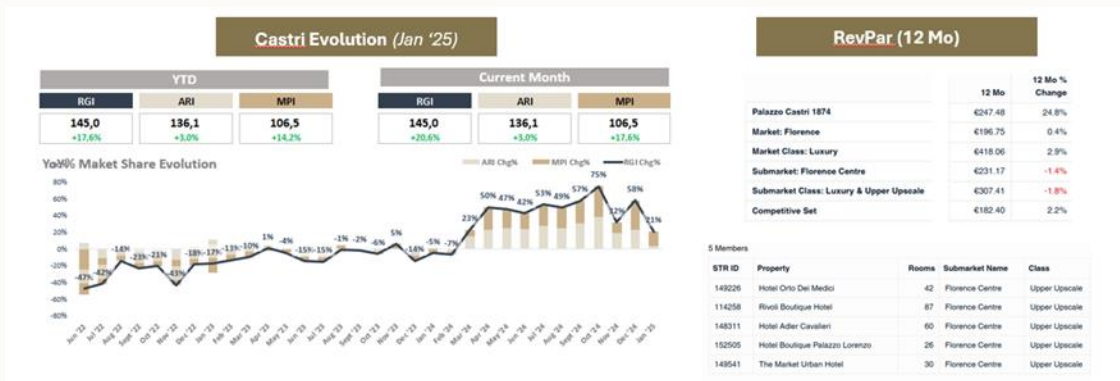 Castri Evolution (Jan '25)
YTD
RGI ARI MPI
145,0 136,1 106,5
+17,6% +3,0% +14,2%
Current Month
RGI ARI MPI
145,0 136,1 106,5
+20,6% +3,0% +17,6%
Maket Share Evolution
ARI Chg% MPI Chg% RGI Chg%
80%
60%
40%
20%
0%
-20%
-40%
-60%
-80%
-47% -42% -14% -23% -21% -43% -18% -17% -13% -10% 1% -4% -15% -15% -1% -2% -6% 5% -14% -5% -7% 23% 50% 47% 42% 53% 49% 57% 75% 32% 58% 21%
Jun '22 Jul '22 Aug '22 Sept '22 Oct '22 Nov '22 Dec '22 Jan '23 Feb '23 Mar '23 Apr '23 May '23 Jun '23 Jul '23 Aug '23 Sept '23 Oct '23 Nov '23 Dec '23 Jan '24 Feb '24 Mar '24 Apr '24 May '24 Jun '24 Jul '24 Aug '24 Sept '24 Oct '24 Nov '24 Dec '24 Jan '25
RevPar (12 Mo)
12 Mo 12 Mo % Change
Palazzo Castri 1874 €247.48 24.8%
Market: Florence €196.75 0.4%
Market Class: Luxury €418.06 2.9%
Submarket: Florence Centre €231.17 -1.4%
Submarket Class: Luxury & Upper Upscale €307.41 -1.8%
Competitive Set €182.40 2.2%
5 Members
STR ID Property Rooms Submarket Name Class
149226 Hotel Orto Dei Medici 42 Florence Centre Upper Upscale
114258 Rivoli Boutique Hotel 87 Florence Centre Upper Upscale
148311 Hotel Adler Cavalieri 60 Florence Centre Upper Upscale
152505 Hotel Boutique Palazzo Lorenzo 26 Florence Centre Upper Upscale
149541 The Market Urban Hotel 30 Florence Centre Upper Upscale